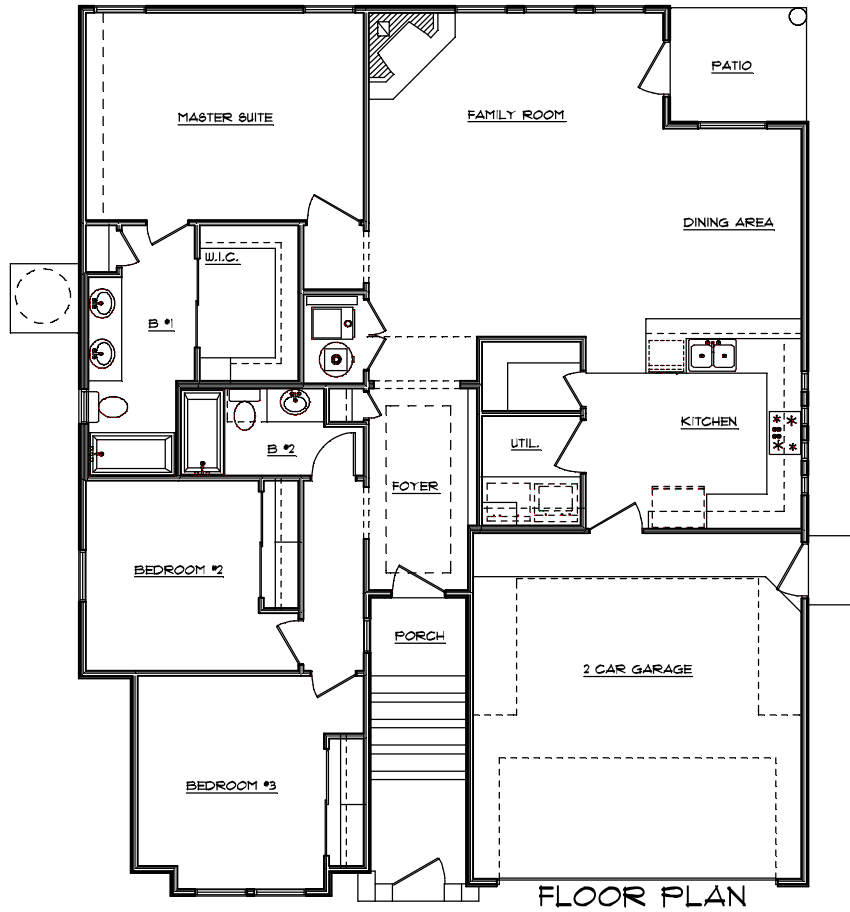 PATIO
MASTER SUITE
FAMILY ROOM
DINING AREA
W.I.C.
B #1
KITCHEN
UTIL.
B #2
FOYER
BEDROOM #2
PORCH
2 CAR GARAGE
BEDROOM #3
FLOOR PLAN